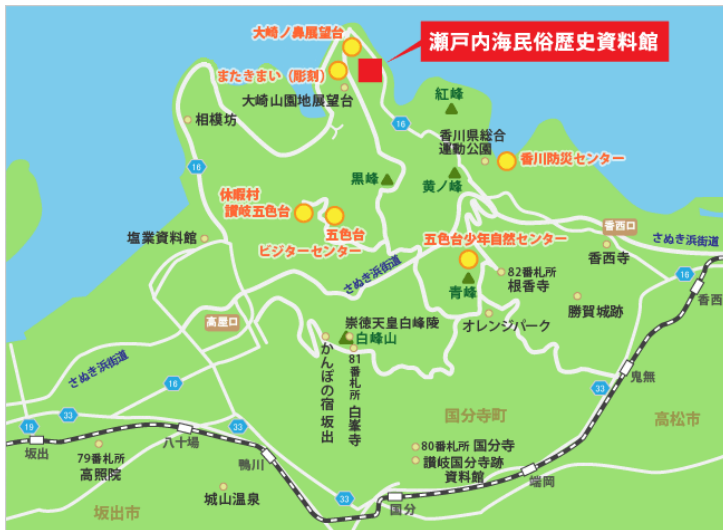 大崎ノ鼻展望台
瀬戸内海民俗歴史資料館
またきまい（彫刻）
大崎山園地展望台
紅峰
相模坊
16
香川県総合
運動公園
香川防災センター
16
黒峰
黄ノ峰
休暇村
讃岐五色台
五色台
ビジターセンター
塩業資料館
五色台少年自然センター
香西口
さぬき浜街道
香西寺
さぬき浜街道
82番札所
根香寺
16
香西
青峰
勝賀城跡
オレンジパーク
高屋口
崇徳天皇白峰陵
白峰山
かんぽの宿 坂出
81番札所 白峯寺
さぬき浜街道
16
鬼無
33
国分寺町
高松市
19
33
坂出
八十場
79番札所
高照院
鴨川
80番札所 国分寺
讃岐国分寺跡
資料館
端岡
城山温泉
33
国分
坂出市